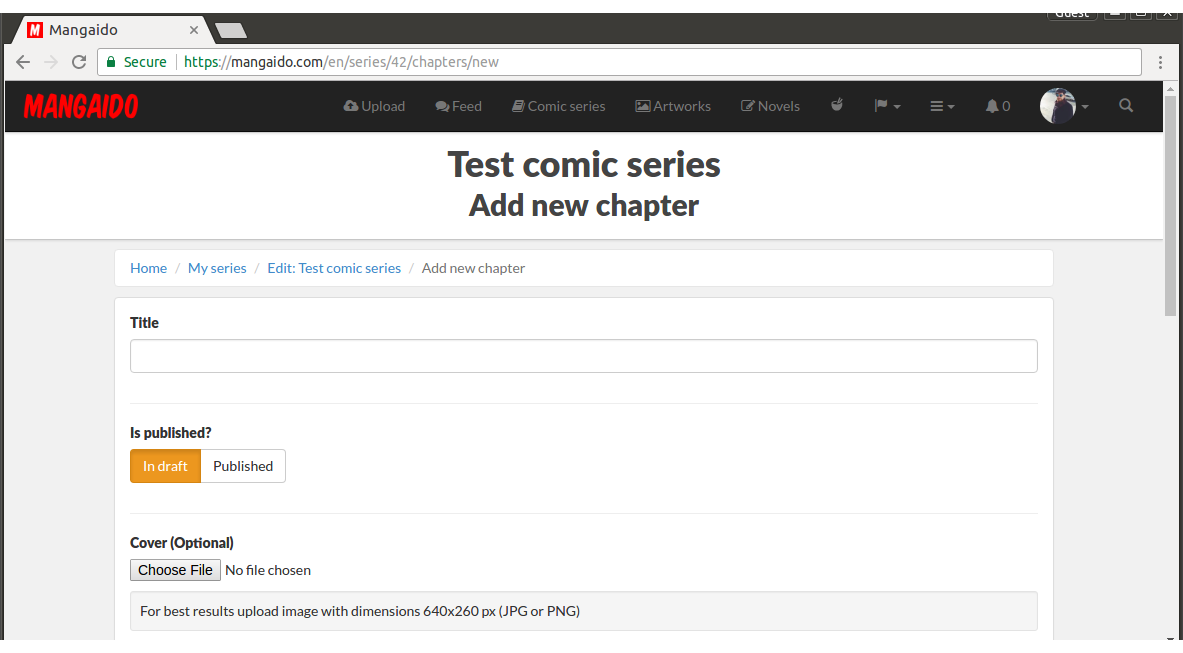 Guest
M Mangaido
Secure https://mangaido.com/en/series/42/chapters/new
MANGAIDO Upload Feed Comic series Artworks Novels 0
Test comic series
Add new chapter
Home / My series / Edit: Test comic series / Add new chapter
Title
Is published?
In draft Published
Cover (Optional)
Choose File No file chosen
For best results upload image with dimensions 640x260 px (JPG or PNG)